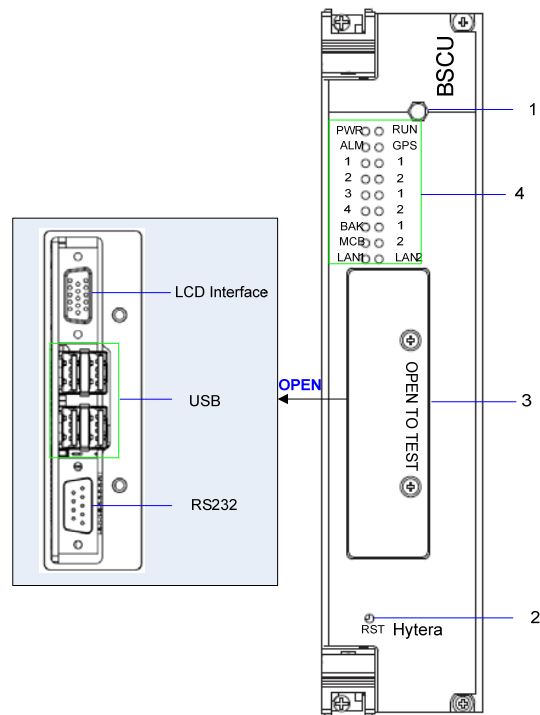 BSCU
1
PWR RUN
ALM GPS
1 1
2 2
3 1
4 2
BAK 1
MCB 2
LAN1 LAN2
4
LCD Interface
USB
RS232
OPEN
OPEN TO TEST
3
RST Hytera
2